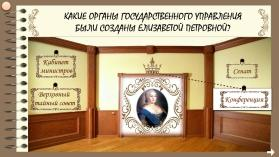 КАКИЕ ОРГАНЫ ГОСУДАРСТВЕННОГО УПРАВЛЕНИЯ
БЫЛИ СОЗДАНЫ ЕЛИЗАВЕТОЙ ПЕТРОВНОЙ?
Кабинет
министров
Сенат
Верховный
тайный совет
Конференция